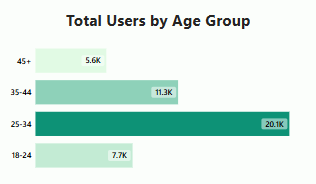 Total Users by Age Group
45+ 5.6K
35-44 11.3K
25-34 20.1K
18-24 7.7K